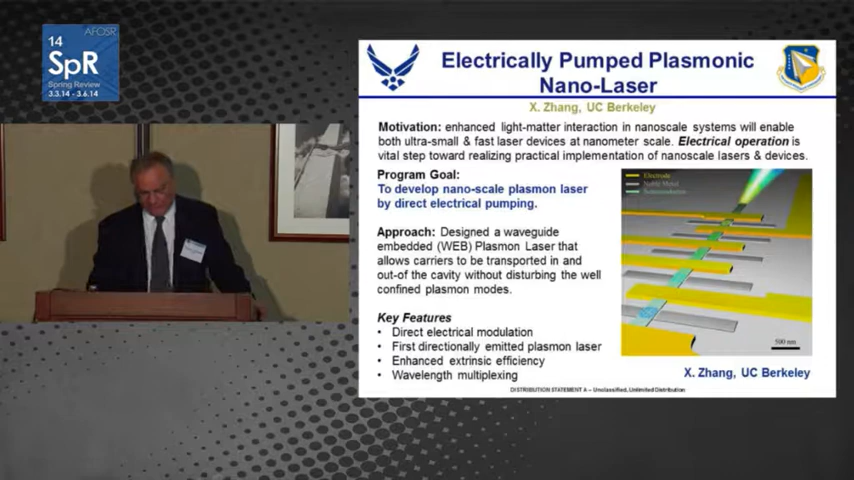 AFOSR
14
SpR
Spring Review
3.3.14 - 3.6.14
Electrically Pumped Plasmonic
Nano-Laser
X. Zhang, UC Berkeley
Motivation: enhanced light-matter interaction in nanoscale systems will enable
both ultra-small & fast laser devices at nanometer scale. Electrical operation is
vital step toward realizing practical implementation of nanoscale lasers & devices.
Program Goal:
To develop nano-scale plasmon laser
by direct electrical pumping.
Approach: Designed a waveguide
embedded (WEB) Plasmon Laser that
allows carriers to be transported in and
out-of the cavity without disturbing the well
confined plasmon modes.
Key Features
• Direct electrical modulation
• First directionally emitted plasmon laser
• Enhanced extrinsic efficiency
• Wavelength multiplexing
Electrode
Noble Metal
Semiconductor
500 nm
X. Zhang, UC Berkeley
DISTRIBUTION STATEMENT A – Unclassified, Unlimited Distribution